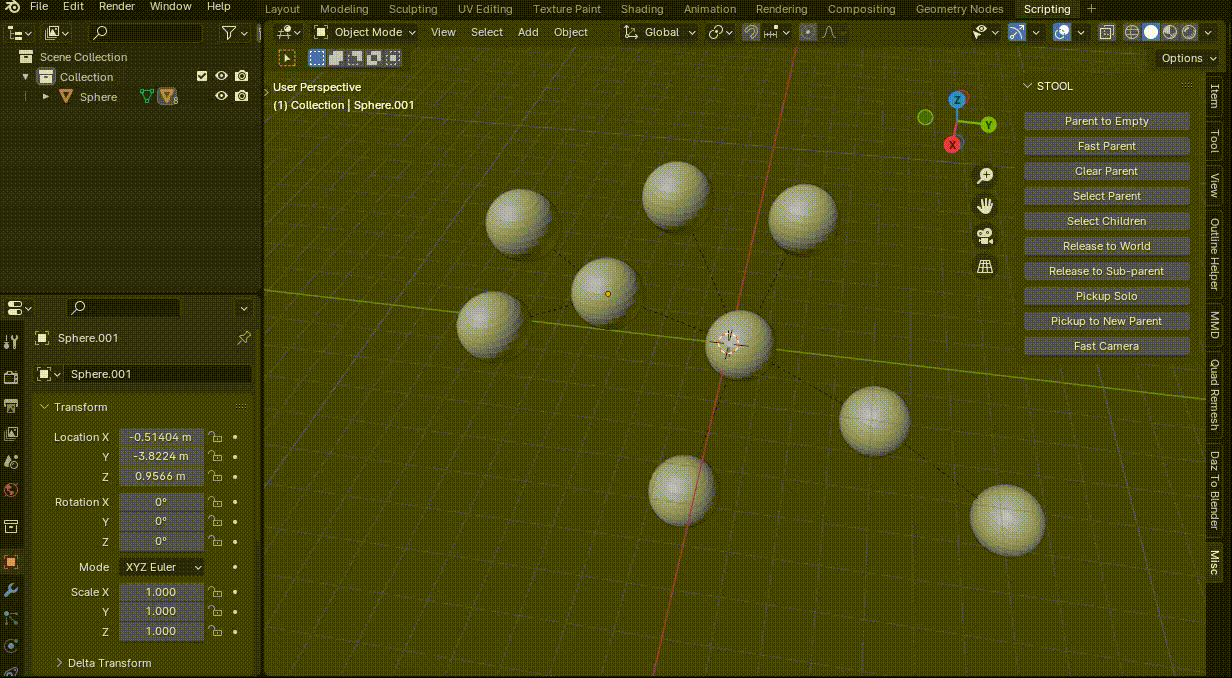 File Edit Render Window Help Layout Modeling Sculpting UV Editing Texture Paint Shading Animation Rendering Compositing Geometry Nodes Scripting +
Object Mode View Select Add Object Global
Options
Scene Collection
Collection
Sphere 8
User Perspective
(1) Collection | Sphere.001
Z
Y
X
STOOL
Parent to Empty
Fast Parent
Clear Parent
Select Parent
Select Children
Release to World
Release to Sub-parent
Pickup Solo
Pickup to New Parent
Fast Camera
Item
Tool
View
Outline Helper
MMD
Quad Remesh
Daz To Blender
Misc
Sphere.001
Sphere.001
Transform
Location X -0.51404 m
Y -3.8224 m
Z 0.9566 m
Rotation X 0°
Y 0°
Z 0°
Mode XYZ Euler
Scale X 1.000
Y 1.000
Z 1.000
Delta Transform